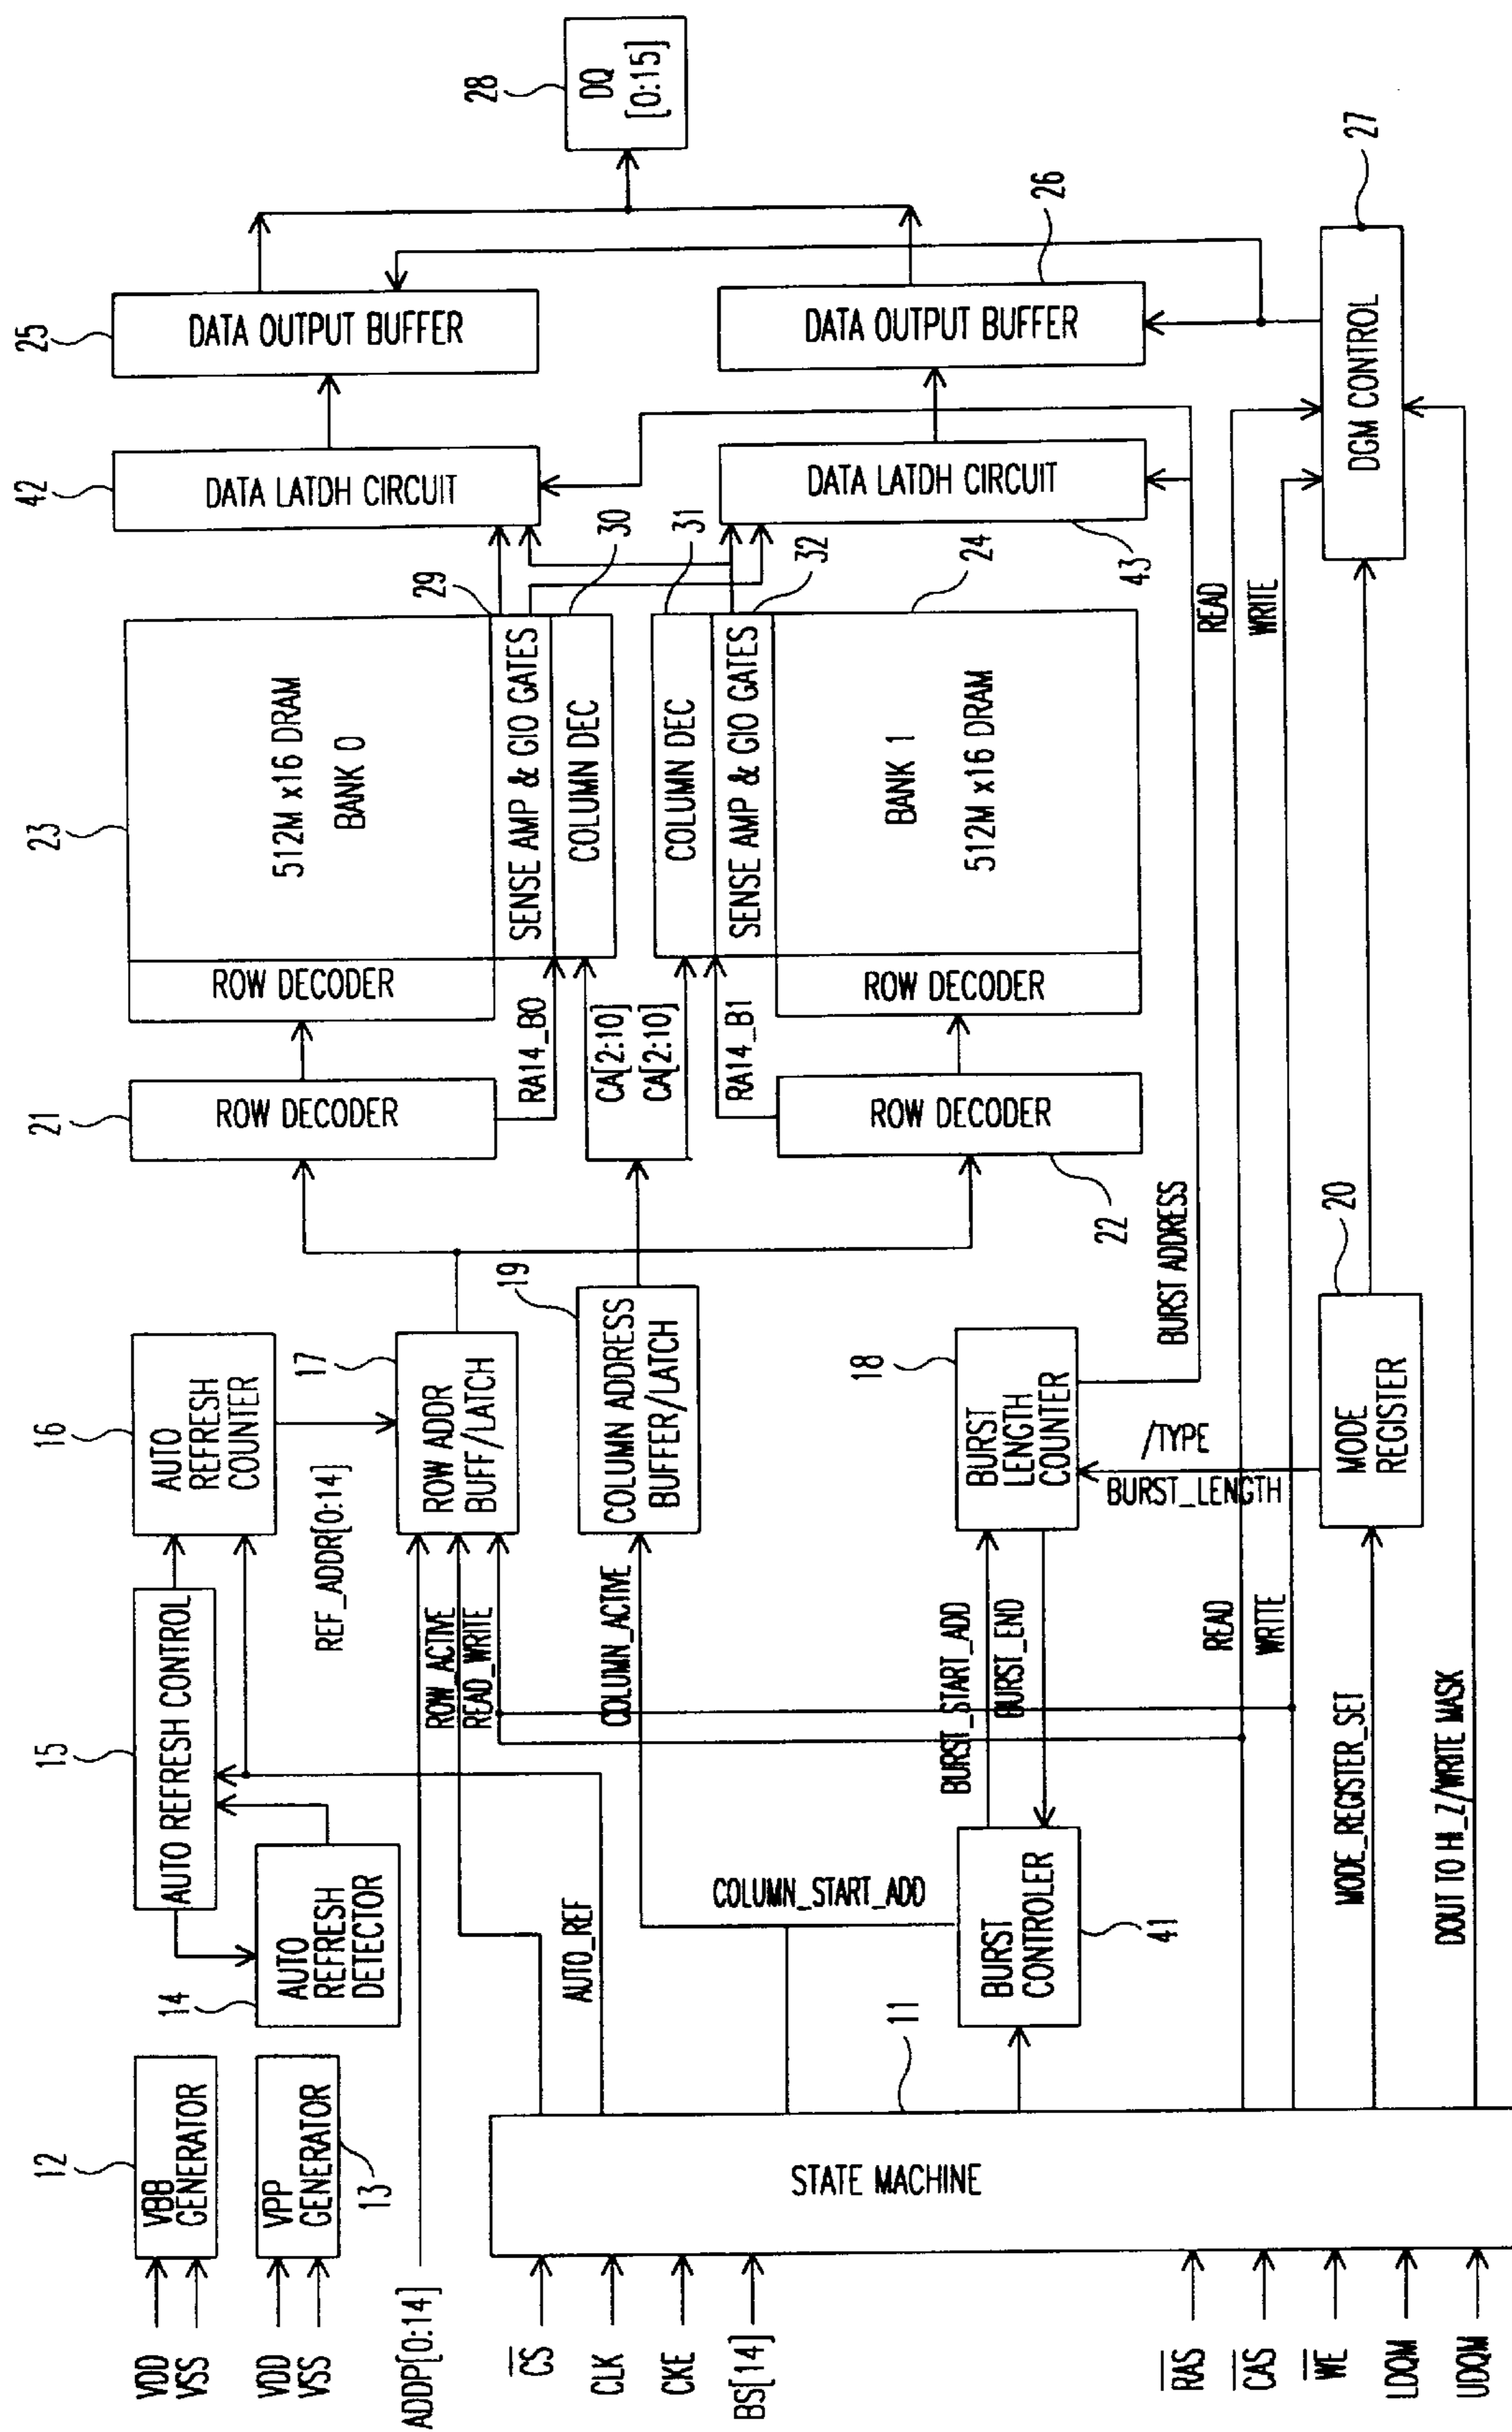 VDD
VSS
12
VBB
GENERATOR
VDD
VSS
VPP
GENERATOR
13
14
AUTO
REFRESH
DETECTOR
15
AUTO REFRESH CONTROL
16
AUTO
REFRESH
COUNTER
REF_ADDR[0:14]
ADDP[0:14]
ROW_ACTIVE
READ_WRITE
17
ROW ADDR
BUFF/LATCH
AUTO_REF
COLUMN_ACTIVE
19
COLUMN ADDRESS
BUFFER/LATCH
COLUMN_START_ADD
CS
CLK
CKE
BS[14]
RAS
CAS
WE
LDQM
UDQM
STATE MACHINE
11
BURST
CONTROLER
41
BURST_START_ADD
BURST_END
18
BURST
LENGTH
COUNTER
/TYPE
BURST_LENGTH
BURST ADDRESS
READ
WRITE
MODE_REGISTER_SET
DOUT TO HI_Z/WRITE MASK
20
MODE
REGISTER
21
ROW DECODER
ROW DECODER
RA14_B0
CA[2:10]
CA[2:10]
RA14_B1
ROW DECODER
22
ROW DECODER
23
512M x16 DRAM
BANK 0
SENSE AMP & GIO GATES
COLUMN DEC
29
30
COLUMN DEC
SENSE AMP & GIO GATES
31
32
BANK 1
512M x16 DRAM
24
READ
WRITE
42
DATA LATDH CIRCUIT
DATA LATDH CIRCUIT
43
25
DATA OUTPUT BUFFER
DATA OUTPUT BUFFER
26
DGM CONTROL
27
28
DQ
[0:15]